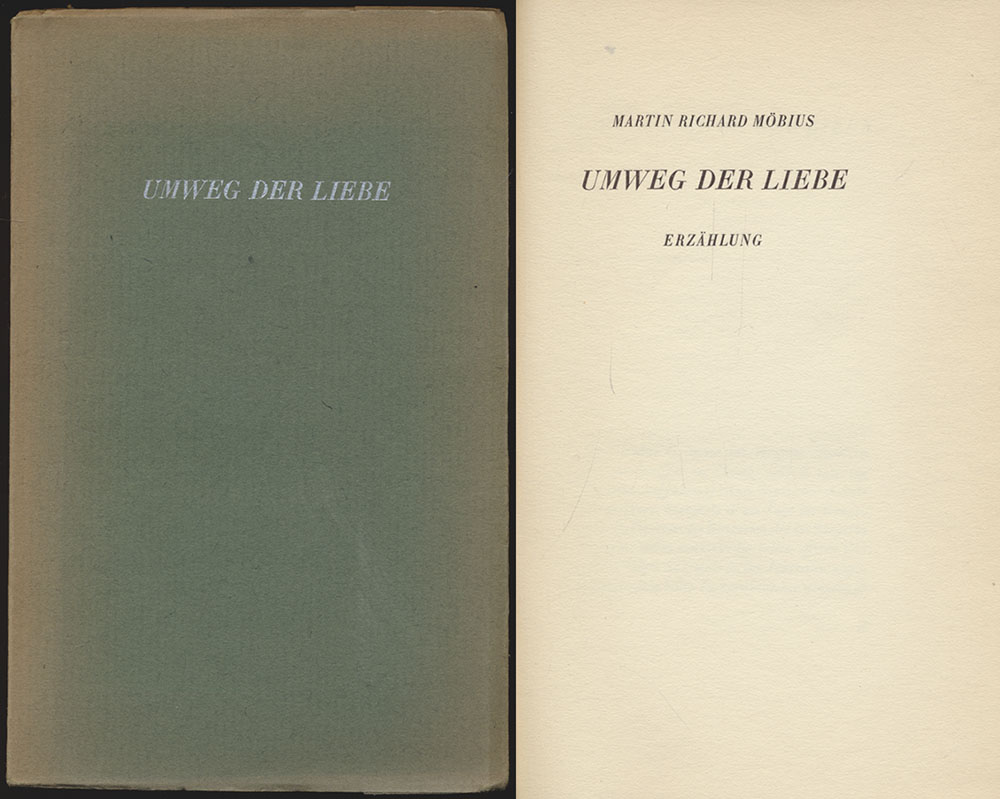 UMWEG DER LIEBE
MARTIN RICHARD MÖBIUS
UMWEG DER LIEBE
ERZÄHLUNG